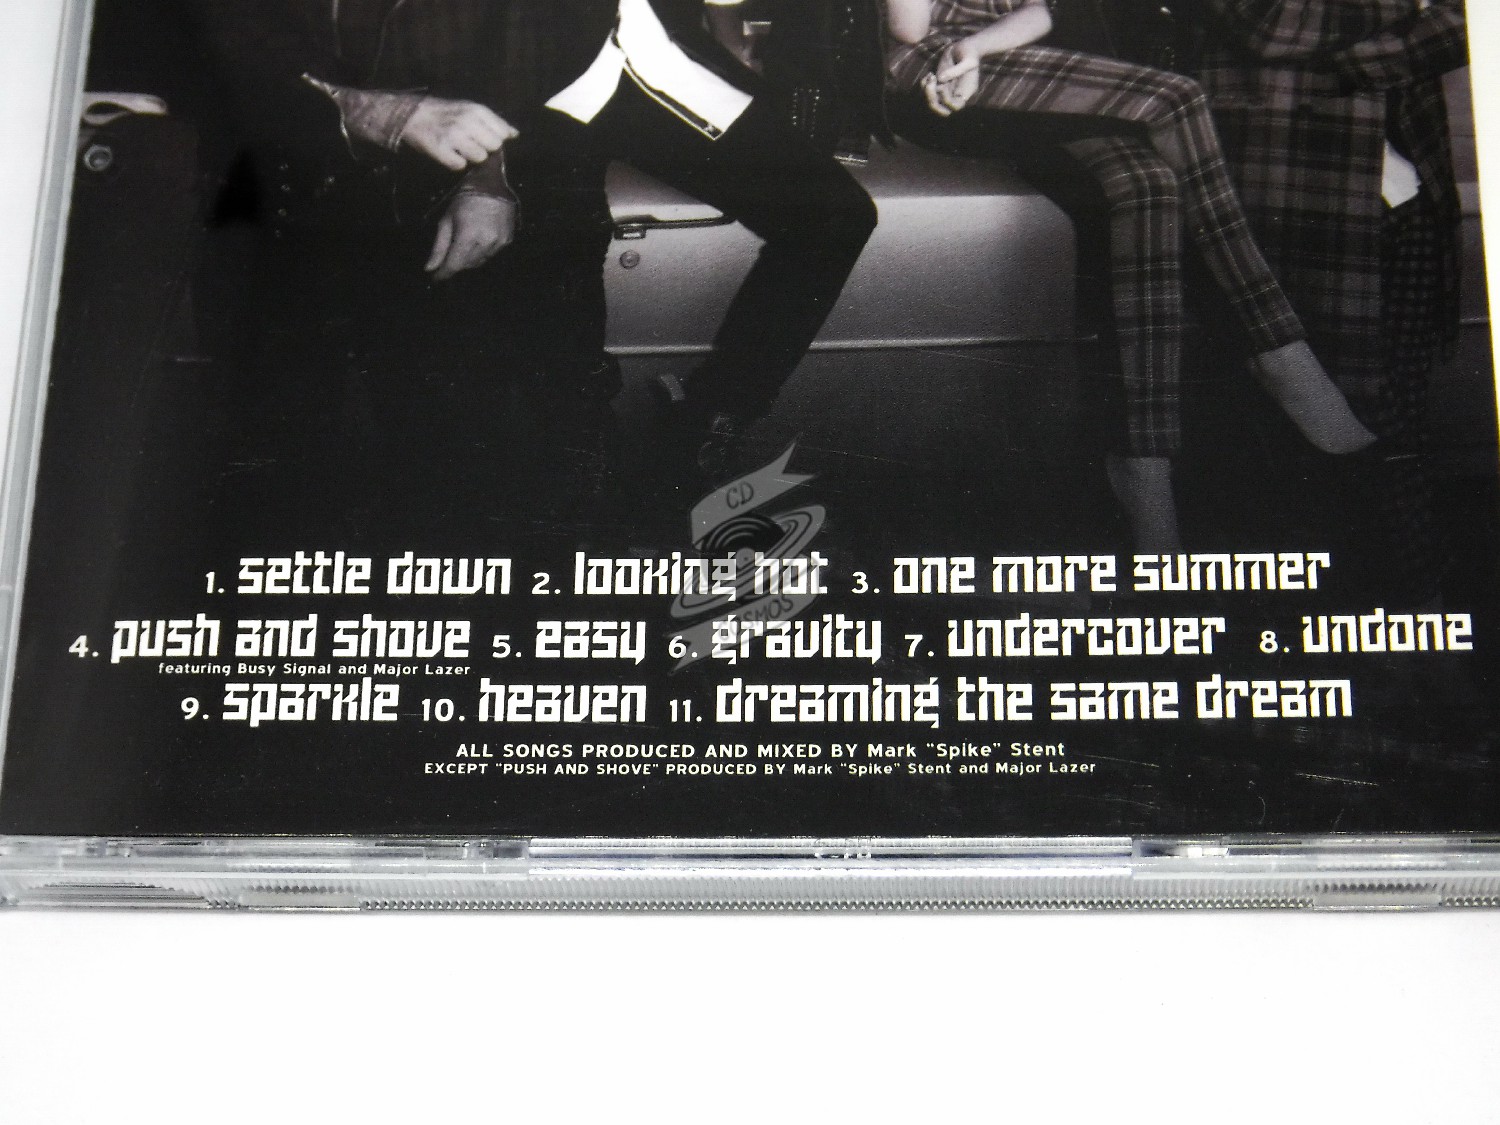 CD
COSMOS
1. settle down 2. looking hot 3. one more summer
4. push and shove 5. easy 6. gravity 7. undercover 8. undone
featuring Busy Signal and Major Lazer
9. sparkle 10. heaven 11. dreaming the same dream
ALL SONGS PRODUCED AND MIXED BY Mark "Spike" Stent
EXCEPT "PUSH AND SHOVE" PRODUCED BY Mark "Spike" Stent and Major Lazer